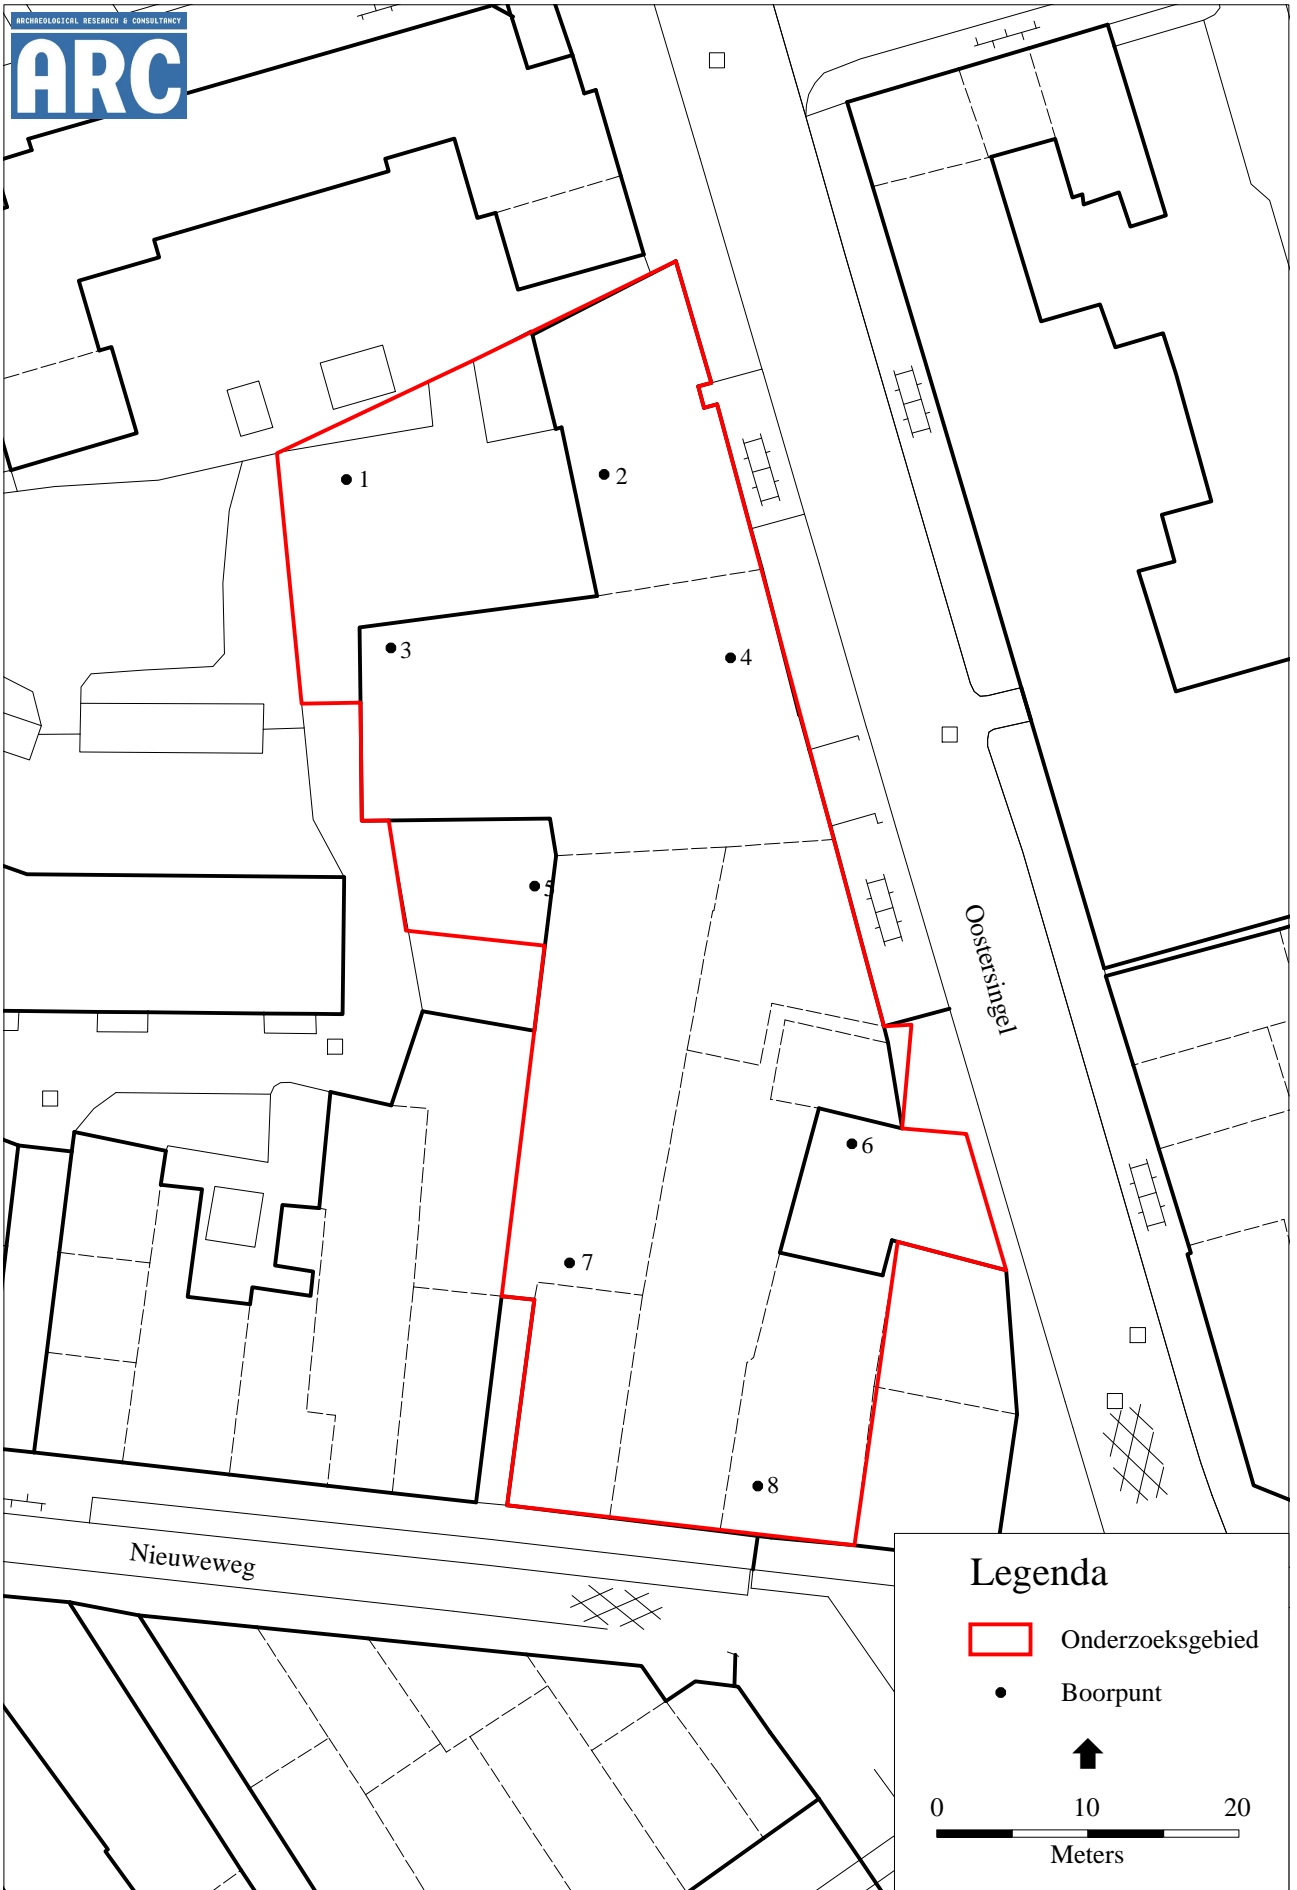 ARCHAEOLOGICAL RESEARCH & CONSULTANCY
ARC
1
2
3
4
5
Oostersingel
6
7
8
Nieuweweg
Legenda
Onderzoeksgebied
Boorpunt
0 10 20
Meters